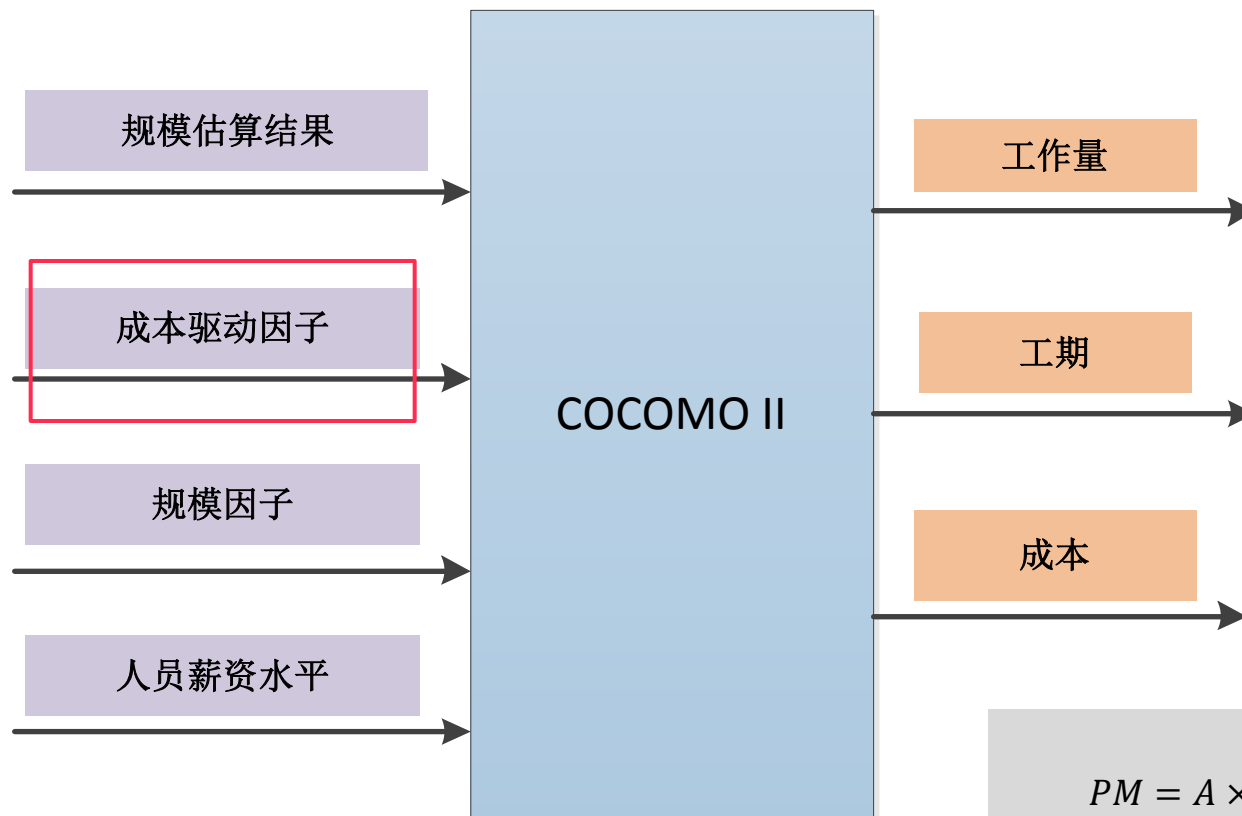 规模估算结果
成本驱动因子
规模因子
人员薪资水平
COCOMO II
工作量
工期
成本
PM = A ×